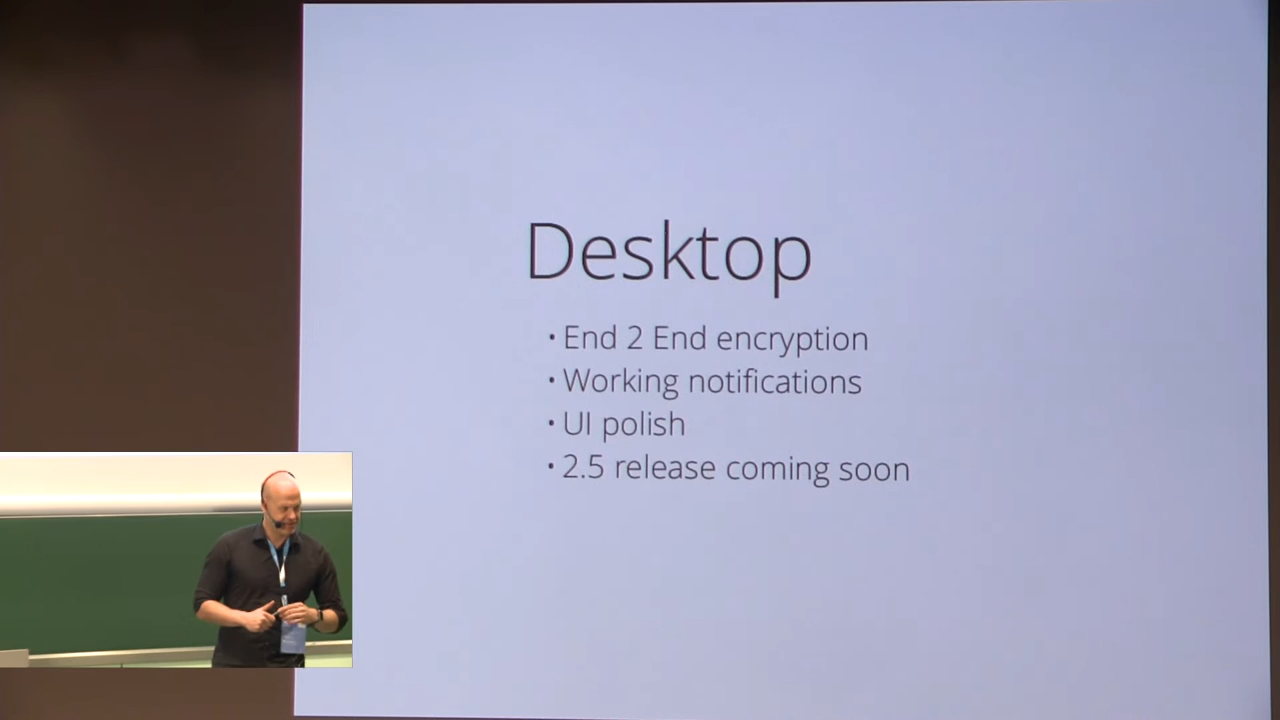 Desktop
• End 2 End encryption
• Working notifications
• UI polish
• 2.5 release coming soon